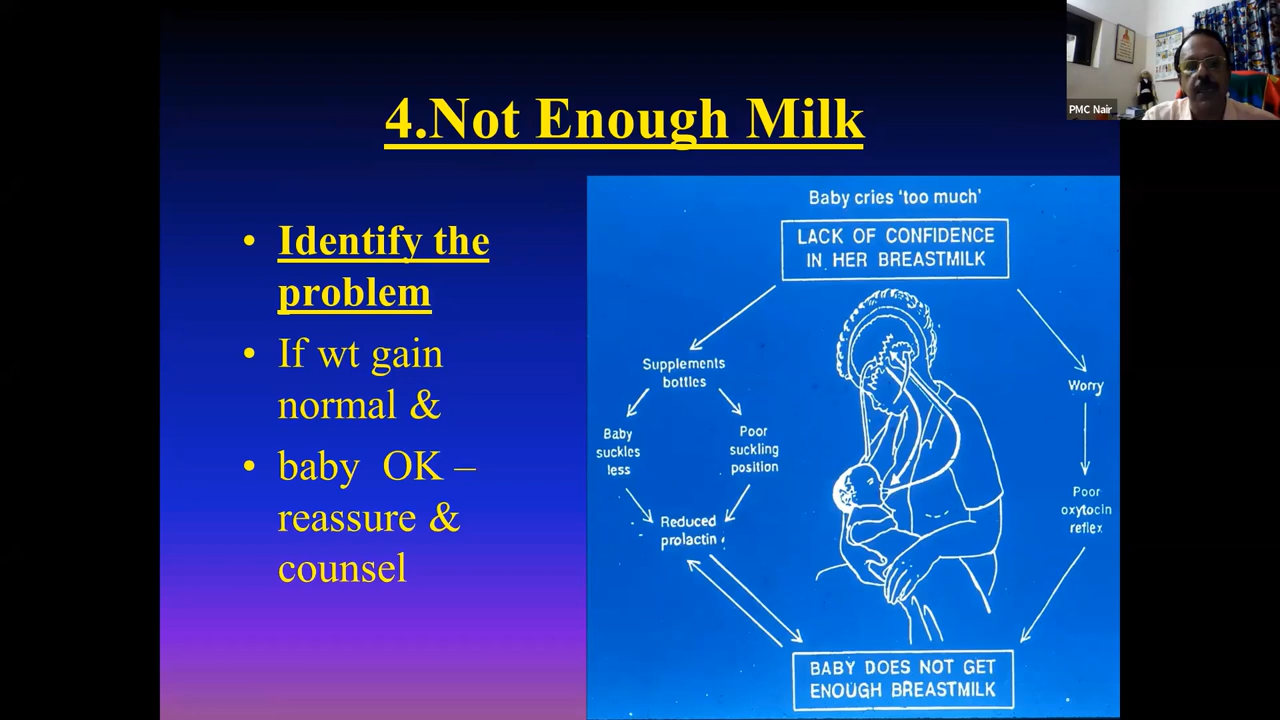 PMC Nair
4.Not Enough Milk
• Identify the
problem
• If wt gain
normal &
• baby OK –
reassure &
counsel
Baby cries ‘too much’
LACK OF CONFIDENCE
IN HER BREASTMILK
Supplements
bottles
Worry
Baby
suckles
less
Poor
suckling
position
Poor
oxytocin
reflex
Reduced
prolactin
BABY DOES NOT GET
ENOUGH BREASTMILK